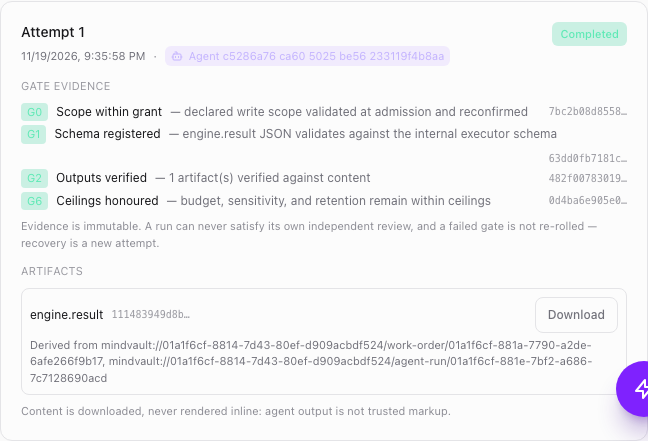 Attempt 1
Completed
11/19/2026, 9:35:58 PM · Agent c5286a76 ca60 5025 be56 233119f4b8aa
GATE EVIDENCE
G0 Scope within grant — declared write scope validated at admission and reconfirmed 7bc2b08d8558…
G1 Schema registered — engine.result JSON validates against the internal executor schema
63dd0fb7181c…
G2 Outputs verified — 1 artifact(s) verified against content 482f00783019…
G6 Ceilings honoured — budget, sensitivity, and retention remain within ceilings 0d4ba6e905e0…
Evidence is immutable. A run can never satisfy its own independent review, and a failed gate is not re-rolled —
recovery is a new attempt.
ARTIFACTS
engine.result 111483949d8b… Download
Derived from mindvault://01a1f6cf-8814-7d43-80ef-d909acbdf524/work-order/01a1f6cf-881a-7790-a2de-
6afe266f9b17, mindvault://01a1f6cf-8814-7d43-80ef-d909acbdf524/agent-run/01a1f6cf-881e-7bf2-a686-
7c7128690acd
Content is downloaded, never rendered inline: agent output is not trusted markup.